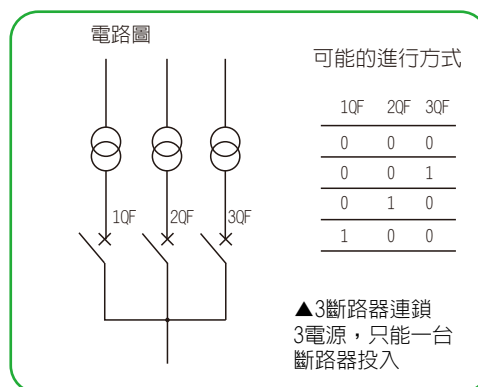 電路圖
可能的進行方式
1QF 2QF 3QF
0 0 0
0 0 1
0 1 0
1 0 0
1QF 2QF 3QF
▲3斷路器連鎖
3電源，只能一台
斷路器投入